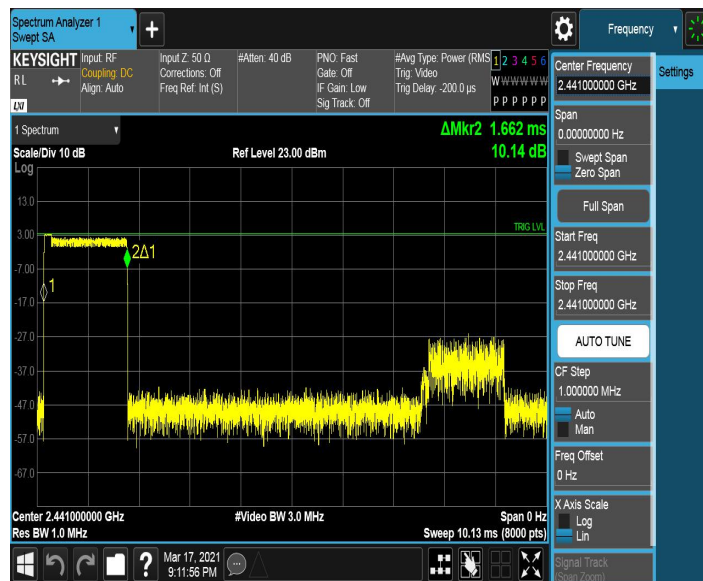 Spectrum Analyzer 1
Swept SA
Frequency
KEYSIGHT
RL
LXI
Input: RF
Coupling: DC
Align: Auto
Input Z: 50 Ω
Corrections: Off
Freq Ref: Int (S)
#Atten: 40 dB
PNO: Fast
Gate: Off
IF Gain: Low
Sig Track: Off
#Avg Type: Power (RMS
Trig: Video
Trig Delay: -200.0 µs
1 2 3 4 5 6
W W W W W W
P P P P P P
1 Spectrum
ΔMkr2 1.662 ms
10.14 dB
Scale/Div 10 dB
Ref Level 23.00 dBm
Log
13.0
3.00
-7.00
-17.0
-27.0
-37.0
-47.0
-57.0
-67.0
TRIG LVL
2Δ1
1
Center 2.441000000 GHz
Res BW 1.0 MHz
#Video BW 3.0 MHz
Span 0 Hz
Sweep 10.13 ms (8000 pts)
?
Mar 17, 2021
9:11:56 PM
Center Frequency
2.441000000 GHz
Settings
Span
0.00000000 Hz
Swept Span
Zero Span
Full Span
Start Freq
2.441000000 GHz
Stop Freq
2.441000000 GHz
AUTO TUNE
CF Step
1.000000 MHz
Auto
Man
Freq Offset
0 Hz
X Axis Scale
Log
Lin
Signal Track
(Span Zoom)